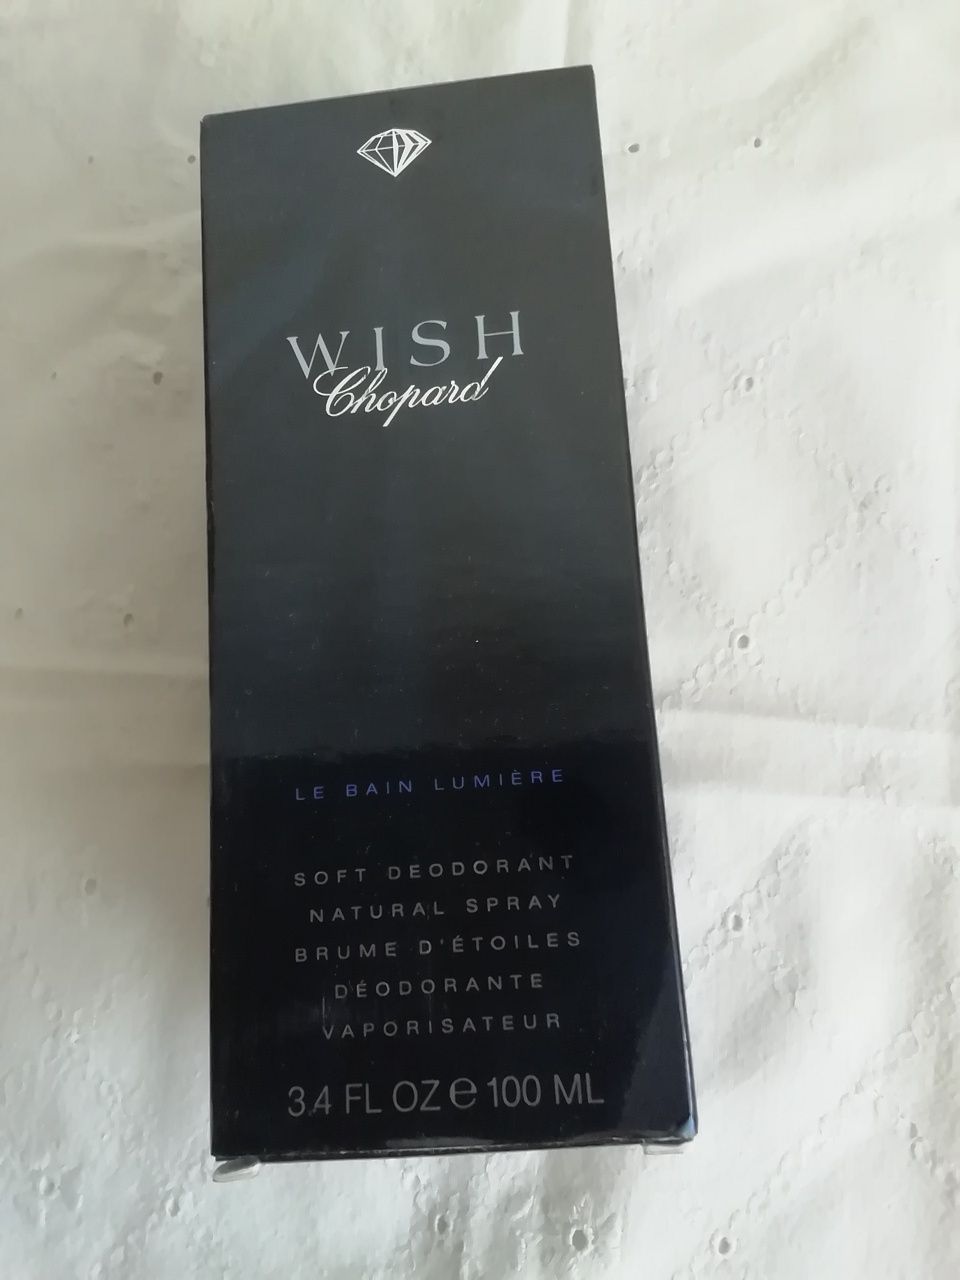 WISH
Chopard
LE BAIN LUMIÈRE
SOFT DEODORANT
NATURAL SPRAY
BRUME D'ÉTOILES
DÉODORANTE
VAPORISATEUR
3.4 FL OZ e 100 ML